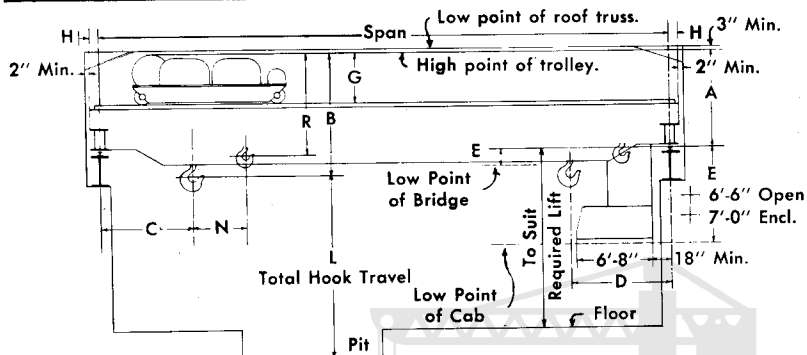 Low point of roof truss.
3" Min.
H
Span
H
2" Min.
High point of trolley.
2" Min.
G
A
R
B
E
Low Point
of Bridge
E
6'-6" Open
7'-0" Encl.
C
N
To Suit
Required Lift
L
Total Hook Travel
6'-8"
18" Min.
D
Low Point
of Cab
Floor
Pit